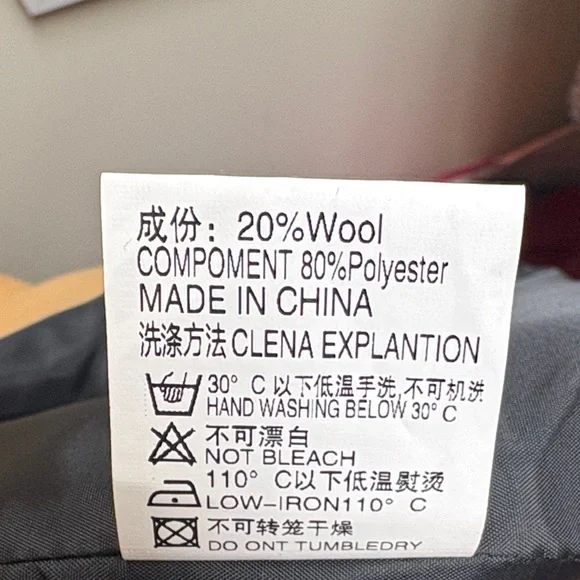 成份：20%Wool
COMPOMENT 80%Polyester
MADE IN CHINA
洗涤方法 CLENA EXPLANTION
30° C 以下低温手洗,不可机洗
HAND WASHING BELOW 30° C
不可漂白
NOT BLEACH
110° C以下低温熨烫
LOW-IRON110° C
不可转笼干燥
DO ONT TUMBLEDRY